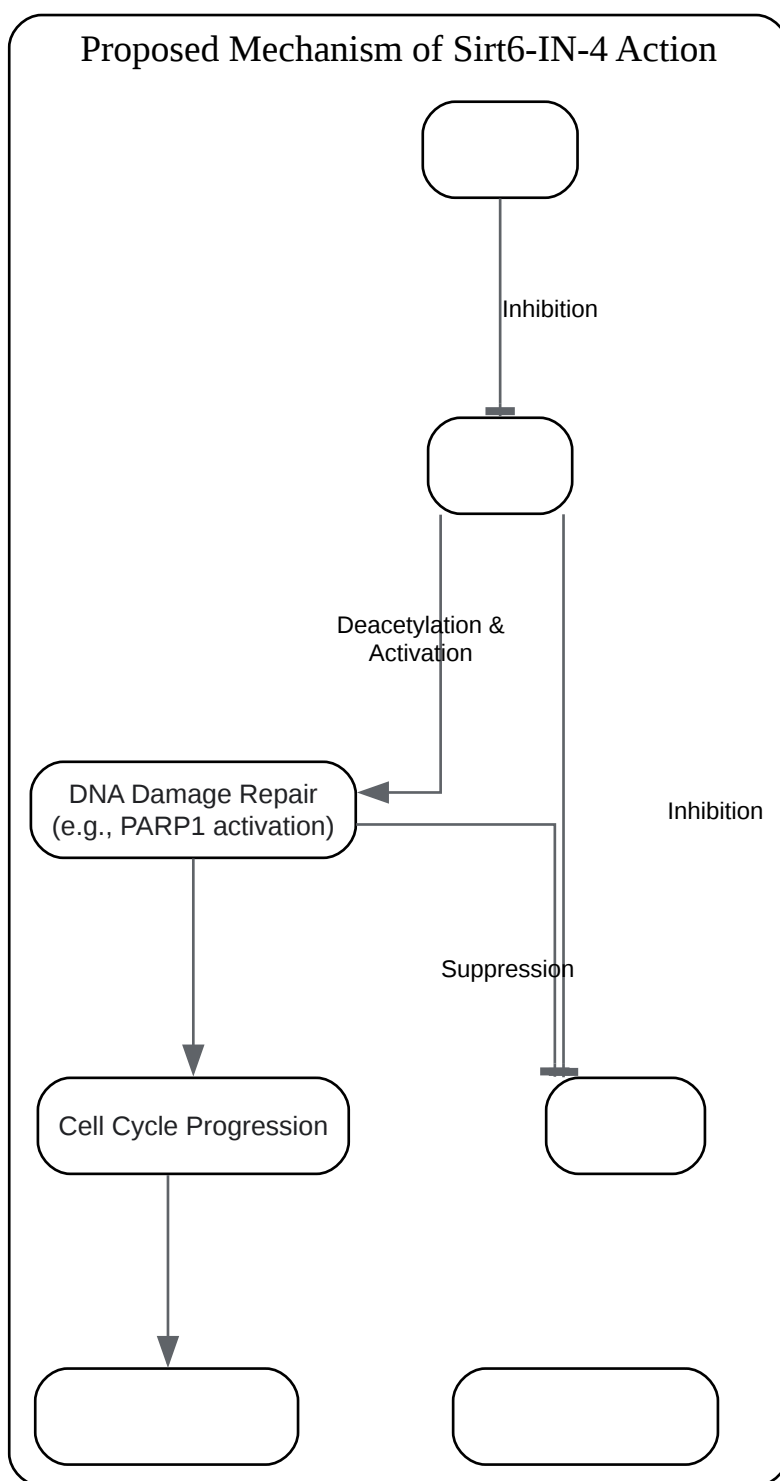 Proposed Mechanism of Sirt6-IN-4 Action
Inhibition
Deacetylation &
Activation
DNA Damage Repair
(e.g., PARP1 activation)
Inhibition
Suppression
Cell Cycle Progression